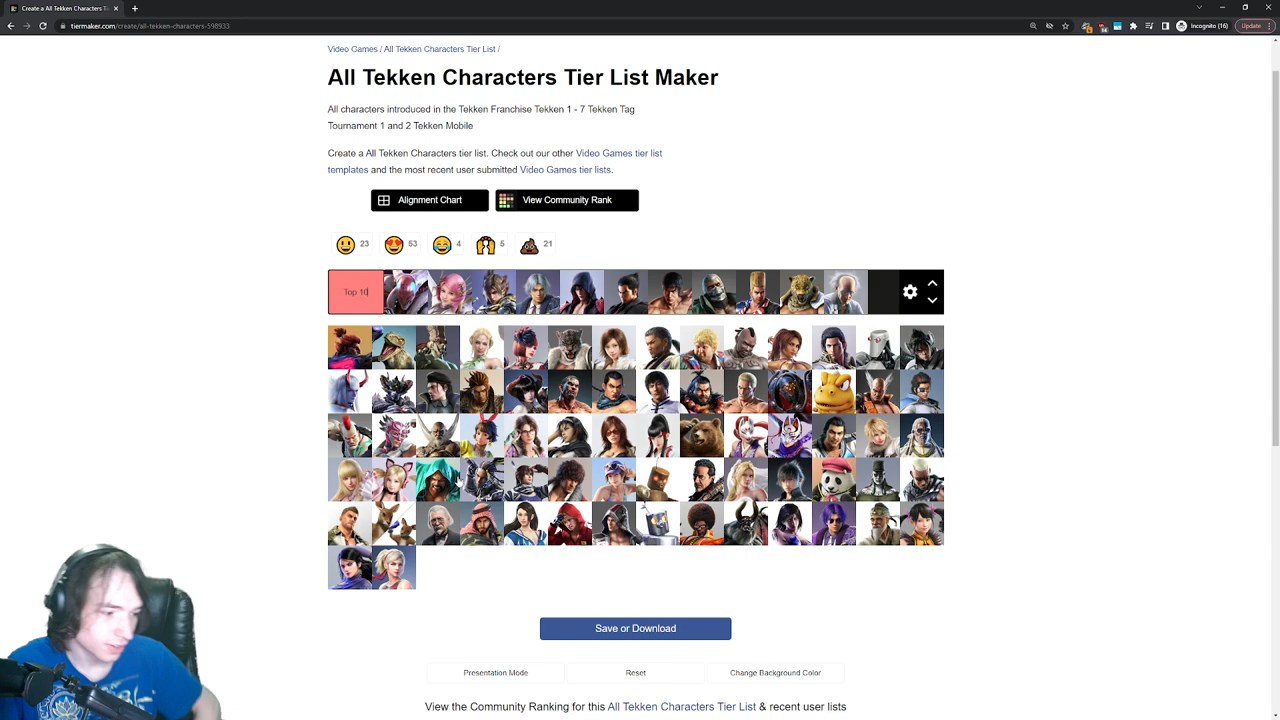 Create a All Tekken Characters Ti
tiermaker.com/create/all-tekken-characters-598933
Incognito (16)
Update
Video Games / All Tekken Characters Tier List /
All Tekken Characters Tier List Maker
All characters introduced in the Tekken Franchise Tekken 1 - 7 Tekken Tag
Tournament 1 and 2 Tekken Mobile
Create a All Tekken Characters tier list. Check out our other Video Games tier list
templates and the most recent user submitted Video Games tier lists.
Alignment Chart
View Community Rank
23
53
4
5
21
Top 10
Save or Download
Presentation Mode
Reset
Change Background Color
View the Community Ranking for this All Tekken Characters Tier List & recent user lists